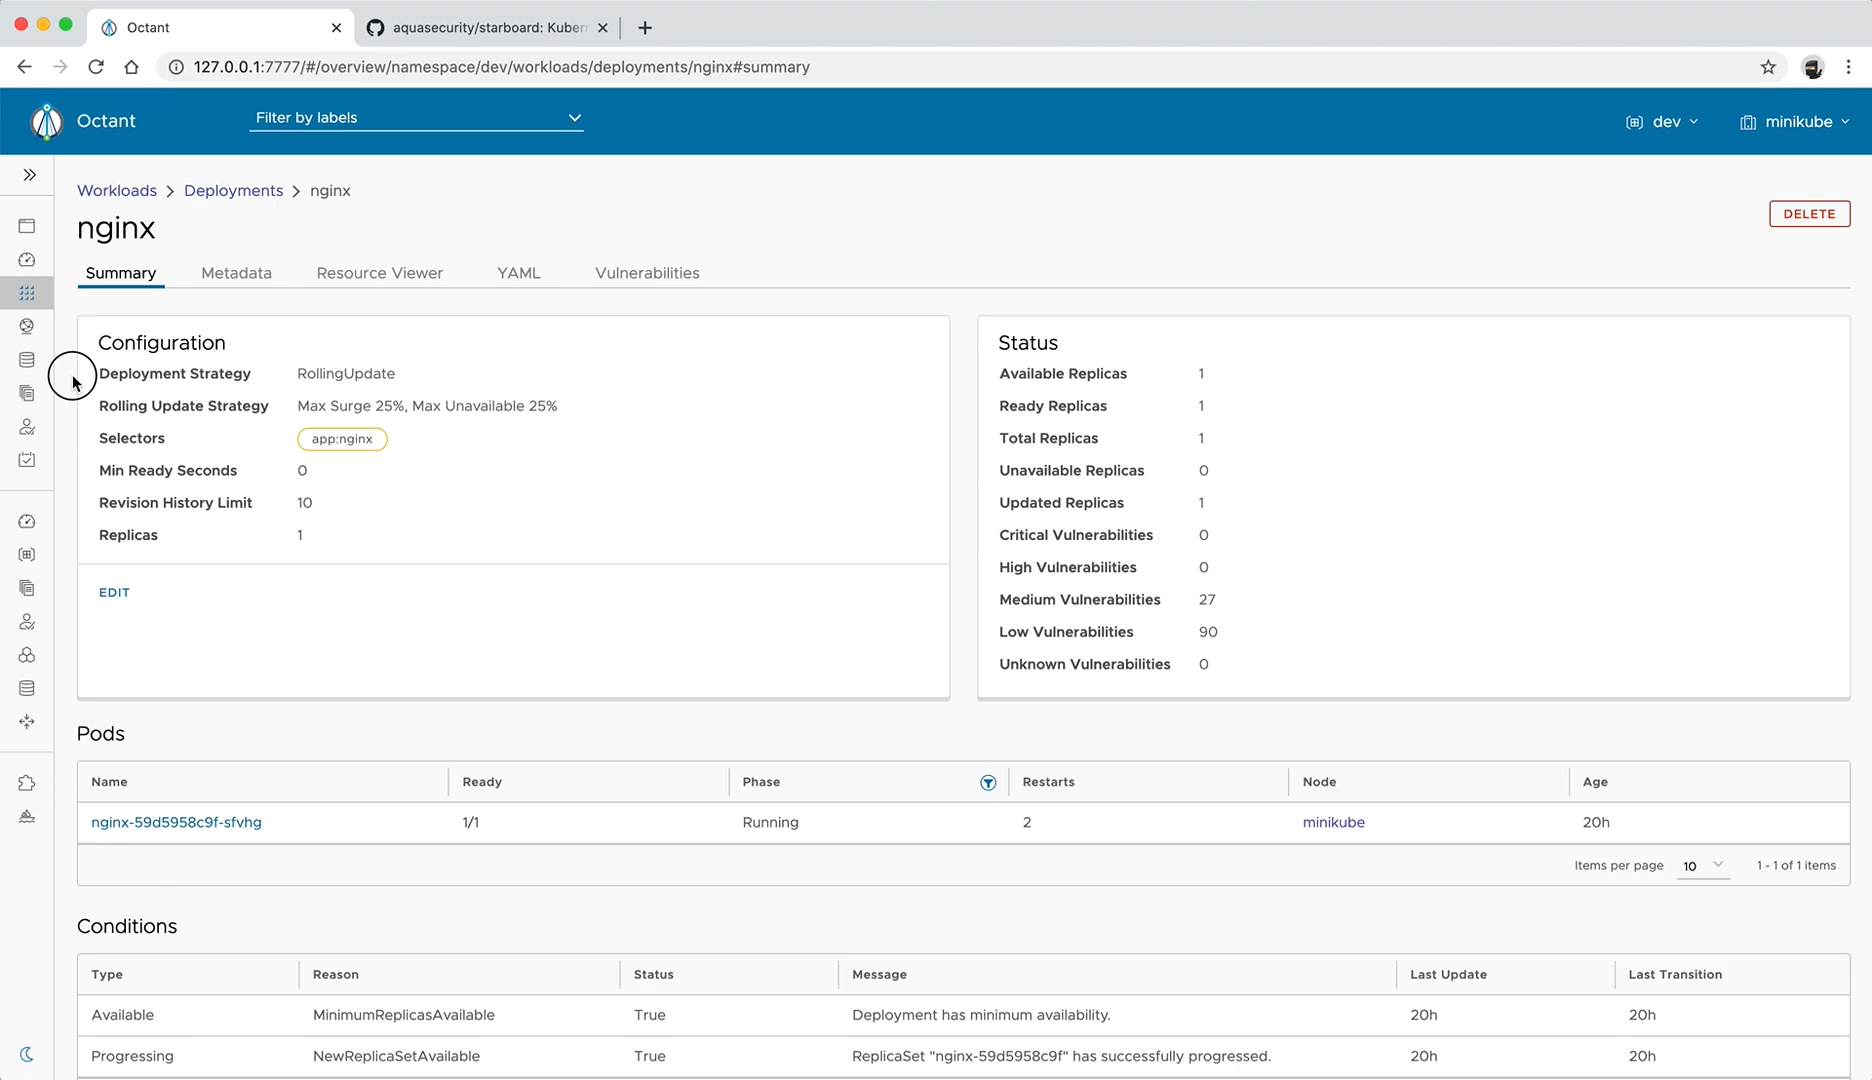 Octant
aquasecurity/starboard: Kuber
127.0.0.1:7777/#/overview/namespace/dev/workloads/deployments/nginx#summary
Octant
Filter by labels
dev
minikube
Workloads > Deployments > nginx
nginx
DELETE
Summary Metadata Resource Viewer YAML Vulnerabilities
Configuration
Deployment Strategy RollingUpdate
Rolling Update Strategy Max Surge 25%, Max Unavailable 25%
Selectors app:nginx
Min Ready Seconds 0
Revision History Limit 10
Replicas 1
EDIT
Status
Available Replicas 1
Ready Replicas 1
Total Replicas 1
Unavailable Replicas 0
Updated Replicas 1
Critical Vulnerabilities 0
High Vulnerabilities 0
Medium Vulnerabilities 27
Low Vulnerabilities 90
Unknown Vulnerabilities 0
Pods
Name Ready Phase Restarts Node Age
nginx-59d5958c9f-sfvhg 1/1 Running 2 minikube 20h
Items per page 10 1 - 1 of 1 items
Conditions
Type Reason Status Message Last Update Last Transition
Available MinimumReplicasAvailable True Deployment has minimum availability. 20h 20h
Progressing NewReplicaSetAvailable True ReplicaSet "nginx-59d5958c9f" has successfully progressed. 20h 20h